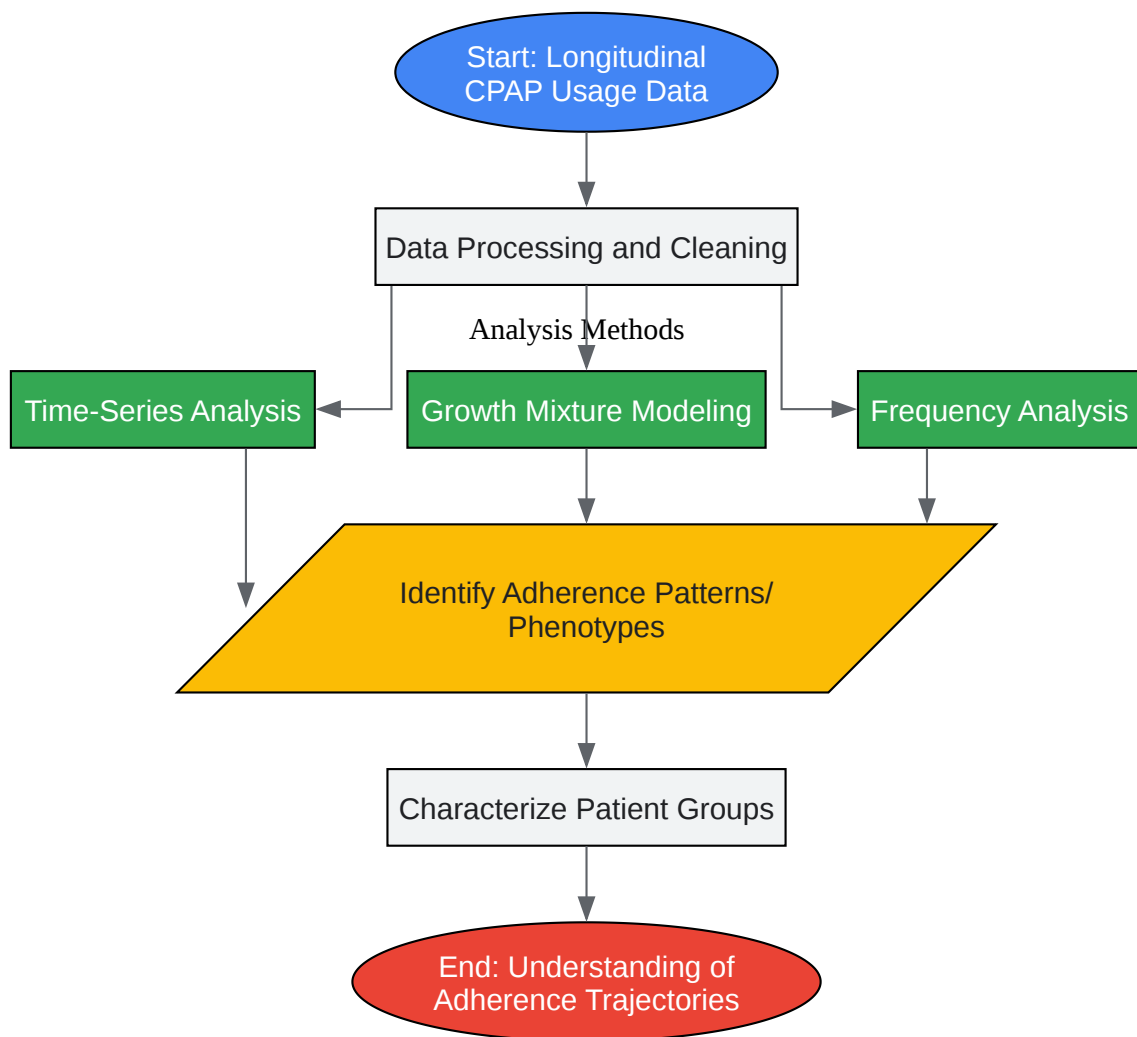 Start: Longitudinal
CPAP Usage Data
Data Processing and Cleaning
Analysis Methods
Time-Series Analysis
Growth Mixture Modeling
Frequency Analysis
Identify Adherence Patterns/
Phenotypes
Characterize Patient Groups
End: Understanding of
Adherence Trajectories